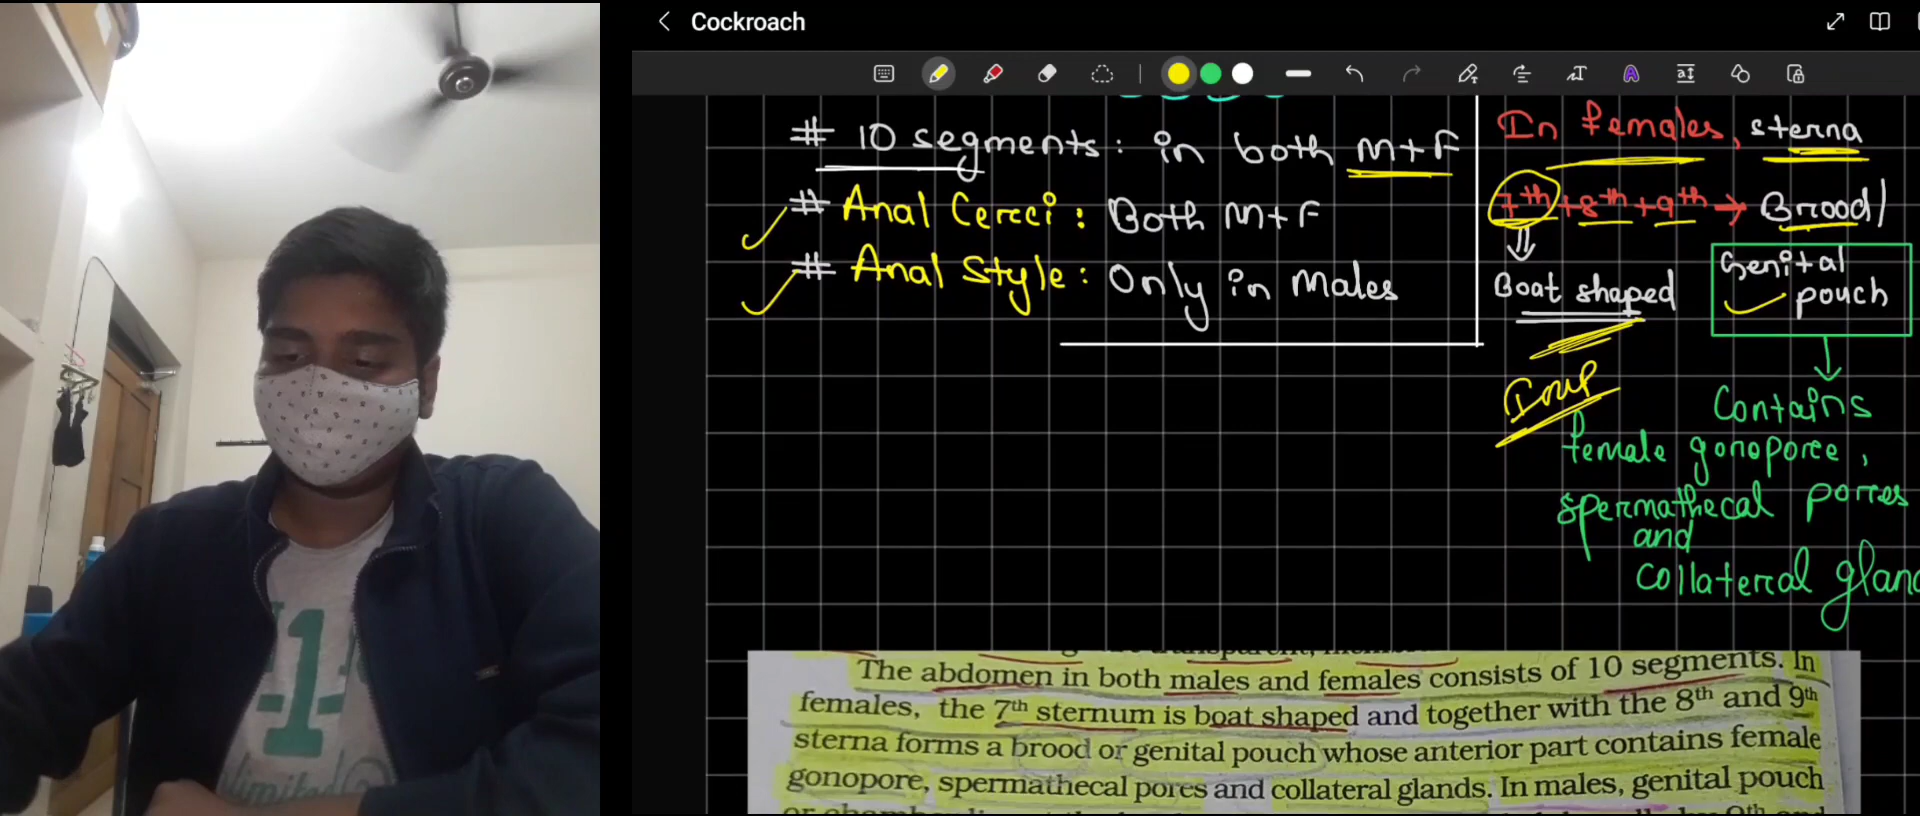 Cockroach
# 10 segments: in both M+F
# Anal Cerci: Both M+F
# Anal Style: Only in Males
In females, sterna
7th+8th+9th → Brood/
Boat shaped
Genital
pouch
Imp
Contains
female gonopore,
spermathecal pores
and
collateral
The abdomen in both males and females consists of 10 segments. In
females, the 7th sternum is boat shaped and together with the 8th and 9th
sterna forms a brood or genital pouch whose anterior part contains female
gonopore, spermathecal pores and collateral glands. In males, genital pouch
1